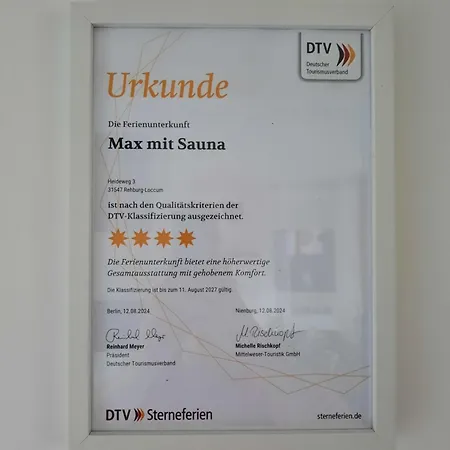 DTV
Deutscher
Tourismusverband
Urkunde
Die Ferienunterkunft
Max mit Sauna
Heideweg 3
31547 Rehburg-Loccum
ist nach den Qualitätskriterien der
DTV-Klassifizierung ausgezeichnet.
Die Ferienunterkunft bietet eine höherwertige
Gesamtausstattung mit gehobenem Komfort.
Die Klassifizierung ist bis zum 11. August 2027 gültig.
Berlin, 12.08.2024
Nienburg, 12.08.2024
Reinhard Meyer
Präsident
Deutscher Tourismusverband
Michelle Rischkopf
Mittelweser-Touristik GmbH
DTV Sterneferien
sterneferien.de